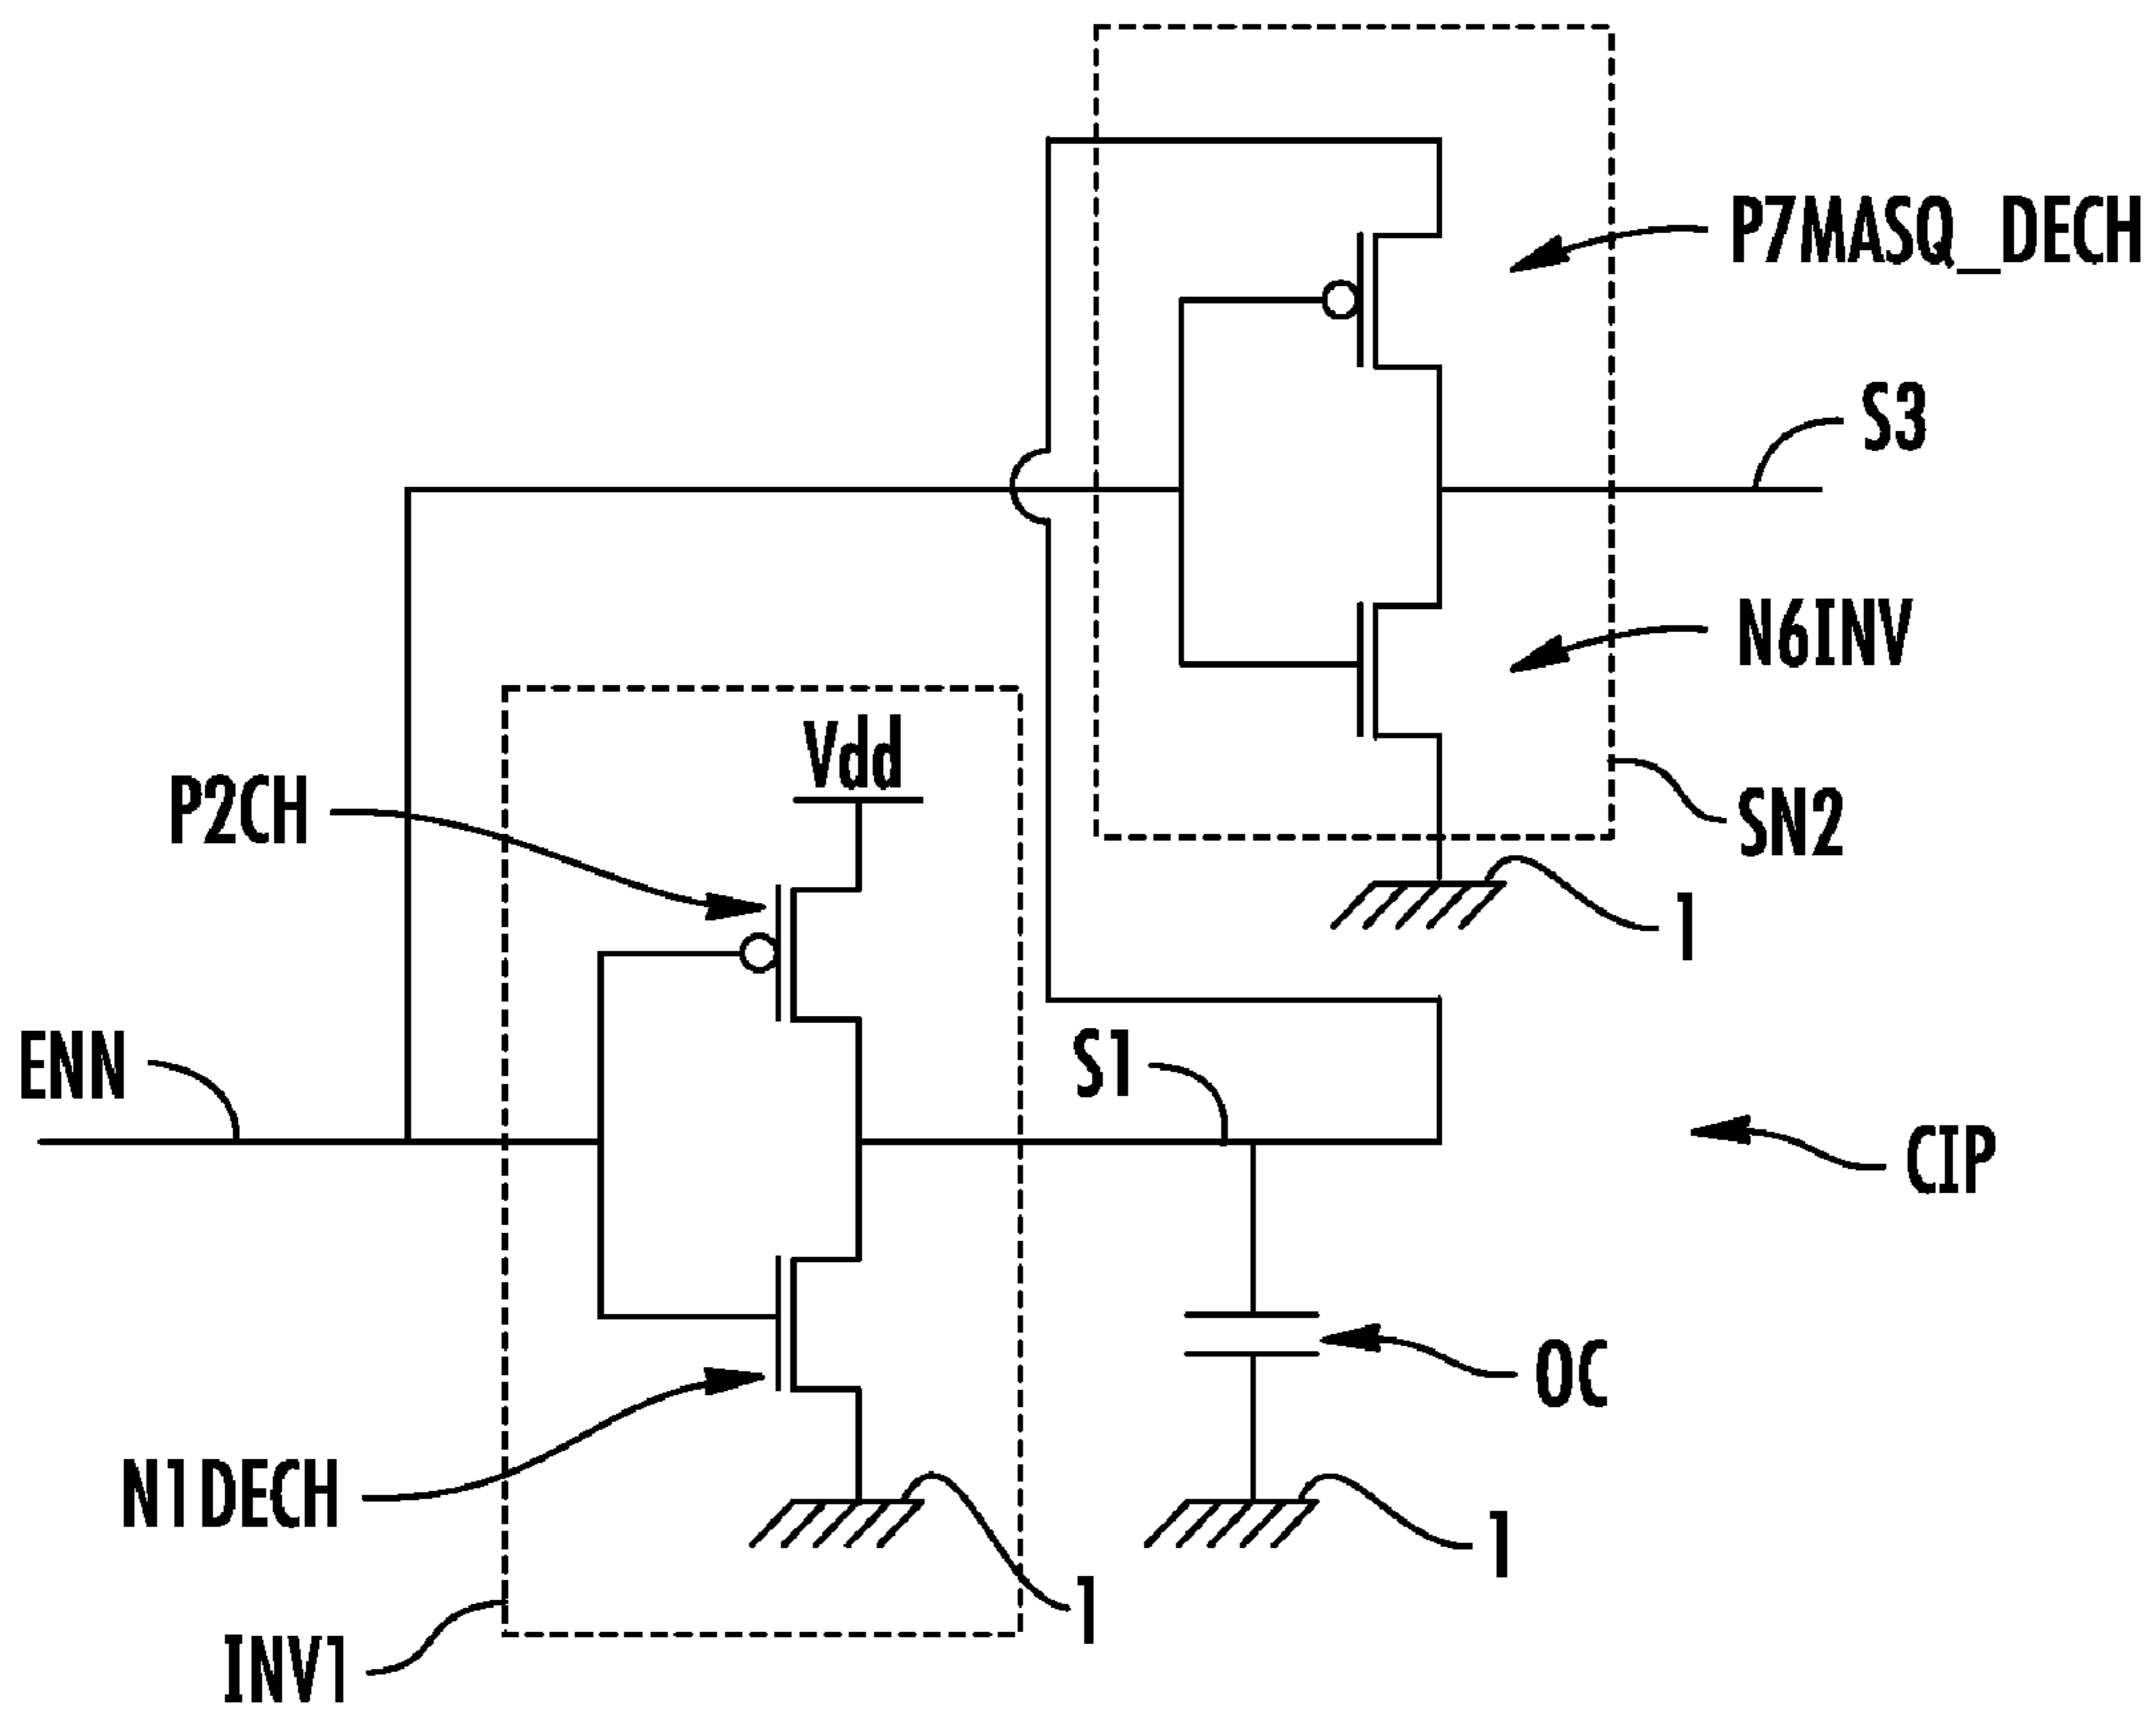 P7MASQ_DECH
S3
N6INV
Vdd
P2CH
SN2
1
ENN
S1
CIP
OC
N1DECH
1
1
INV1